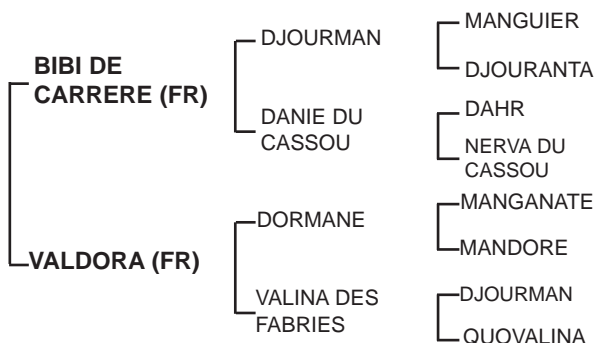 BIBI DE
CARRERE (FR)
DJOURMAN
MANGUIER
DJOURANTA
DANIE DU
CASSOU
DAHR
NERVA DU
CASSOU
VALDORA (FR)
DORMANE
MANGANATE
MANDORE
VALINA DES
FABRIES
DJOURMAN
QUOVALINA